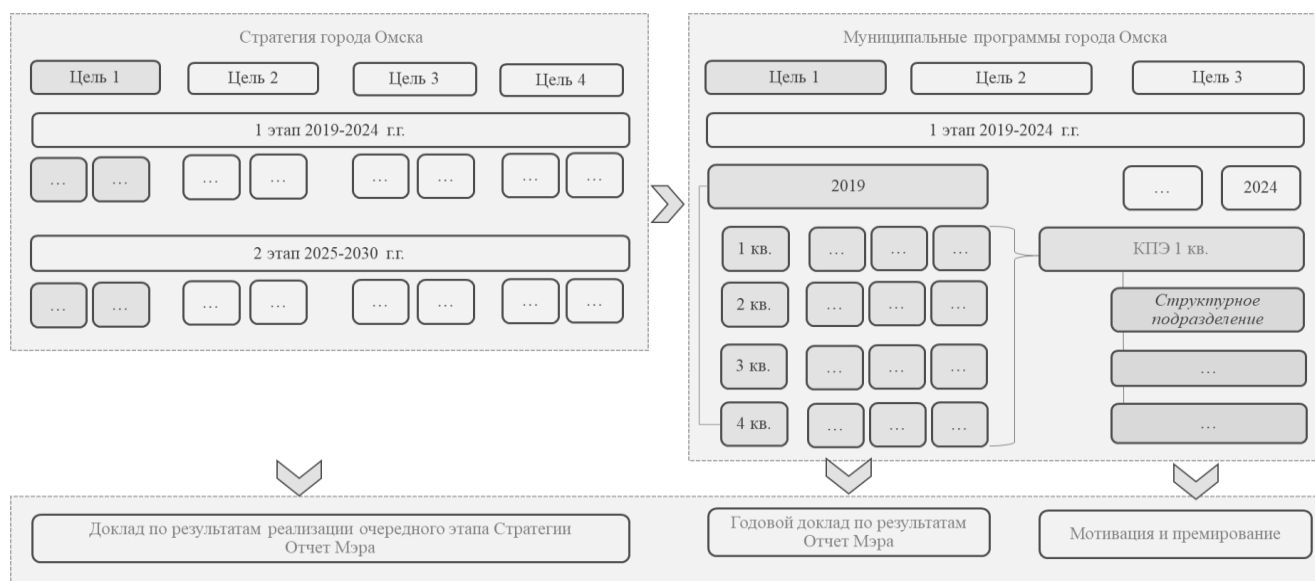 Стратегия города Омска
Цель 1
Цель 2
Цель 3
Цель 4
1 этап 2019-2024 г.г.
… … … … … … … …
2 этап 2025-2030 г.г.
… … … … … … … …
Муниципальные программы города Омска
Цель 1
Цель 2
Цель 3
1 этап 2019-2024 г.г.
2019
…
2024
1 кв. … … …
2 кв. … … …
3 кв. … … …
4 кв. … … …
КПЭ 1 кв.
Структурное
подразделение
…
…
Доклад по результатам реализации очередного этапа Стратегии
Отчет Мэра
Годовой доклад по результатам
Отчет Мэра
Мотивация и премирование